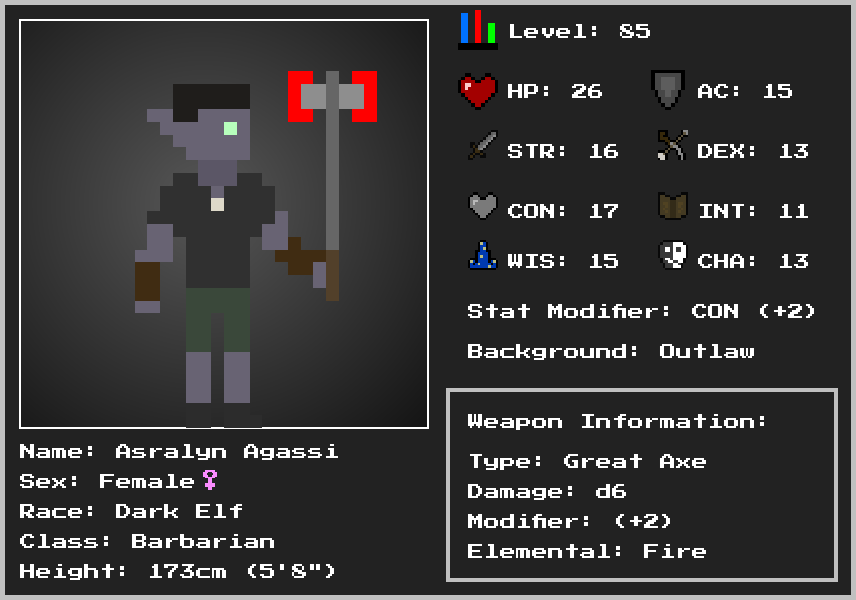 Level: 85
HP: 26 AC: 15
STR: 16 DEX: 13
CON: 17 INT: 11
WIS: 15 CHA: 13
Stat Modifier: CON (+2)
Background: Outlaw
Weapon Information:
Type: Great Axe
Damage: d6
Modifier: (+2)
Elemental: Fire
Name: Asralyn Agassi
Sex: Female♀
Race: Dark Elf
Class: Barbarian
Height: 173cm (5'8")